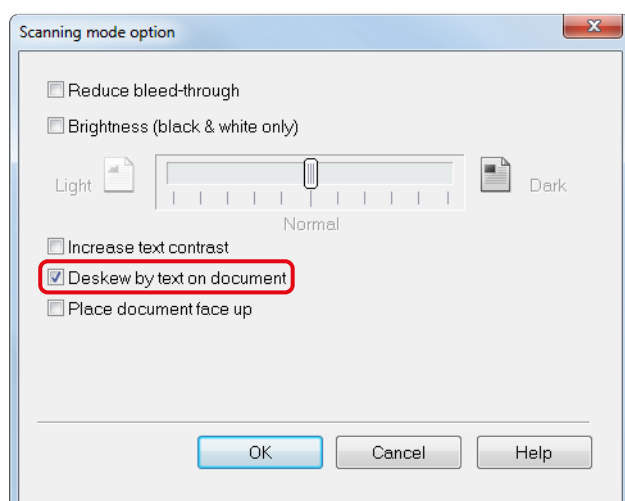 Scanning mode option
Reduce bleed-through
Brightness (black & white only)
Light Dark
Normal
Increase text contrast
Deskew by text on document
Place document face up
OK Cancel Help